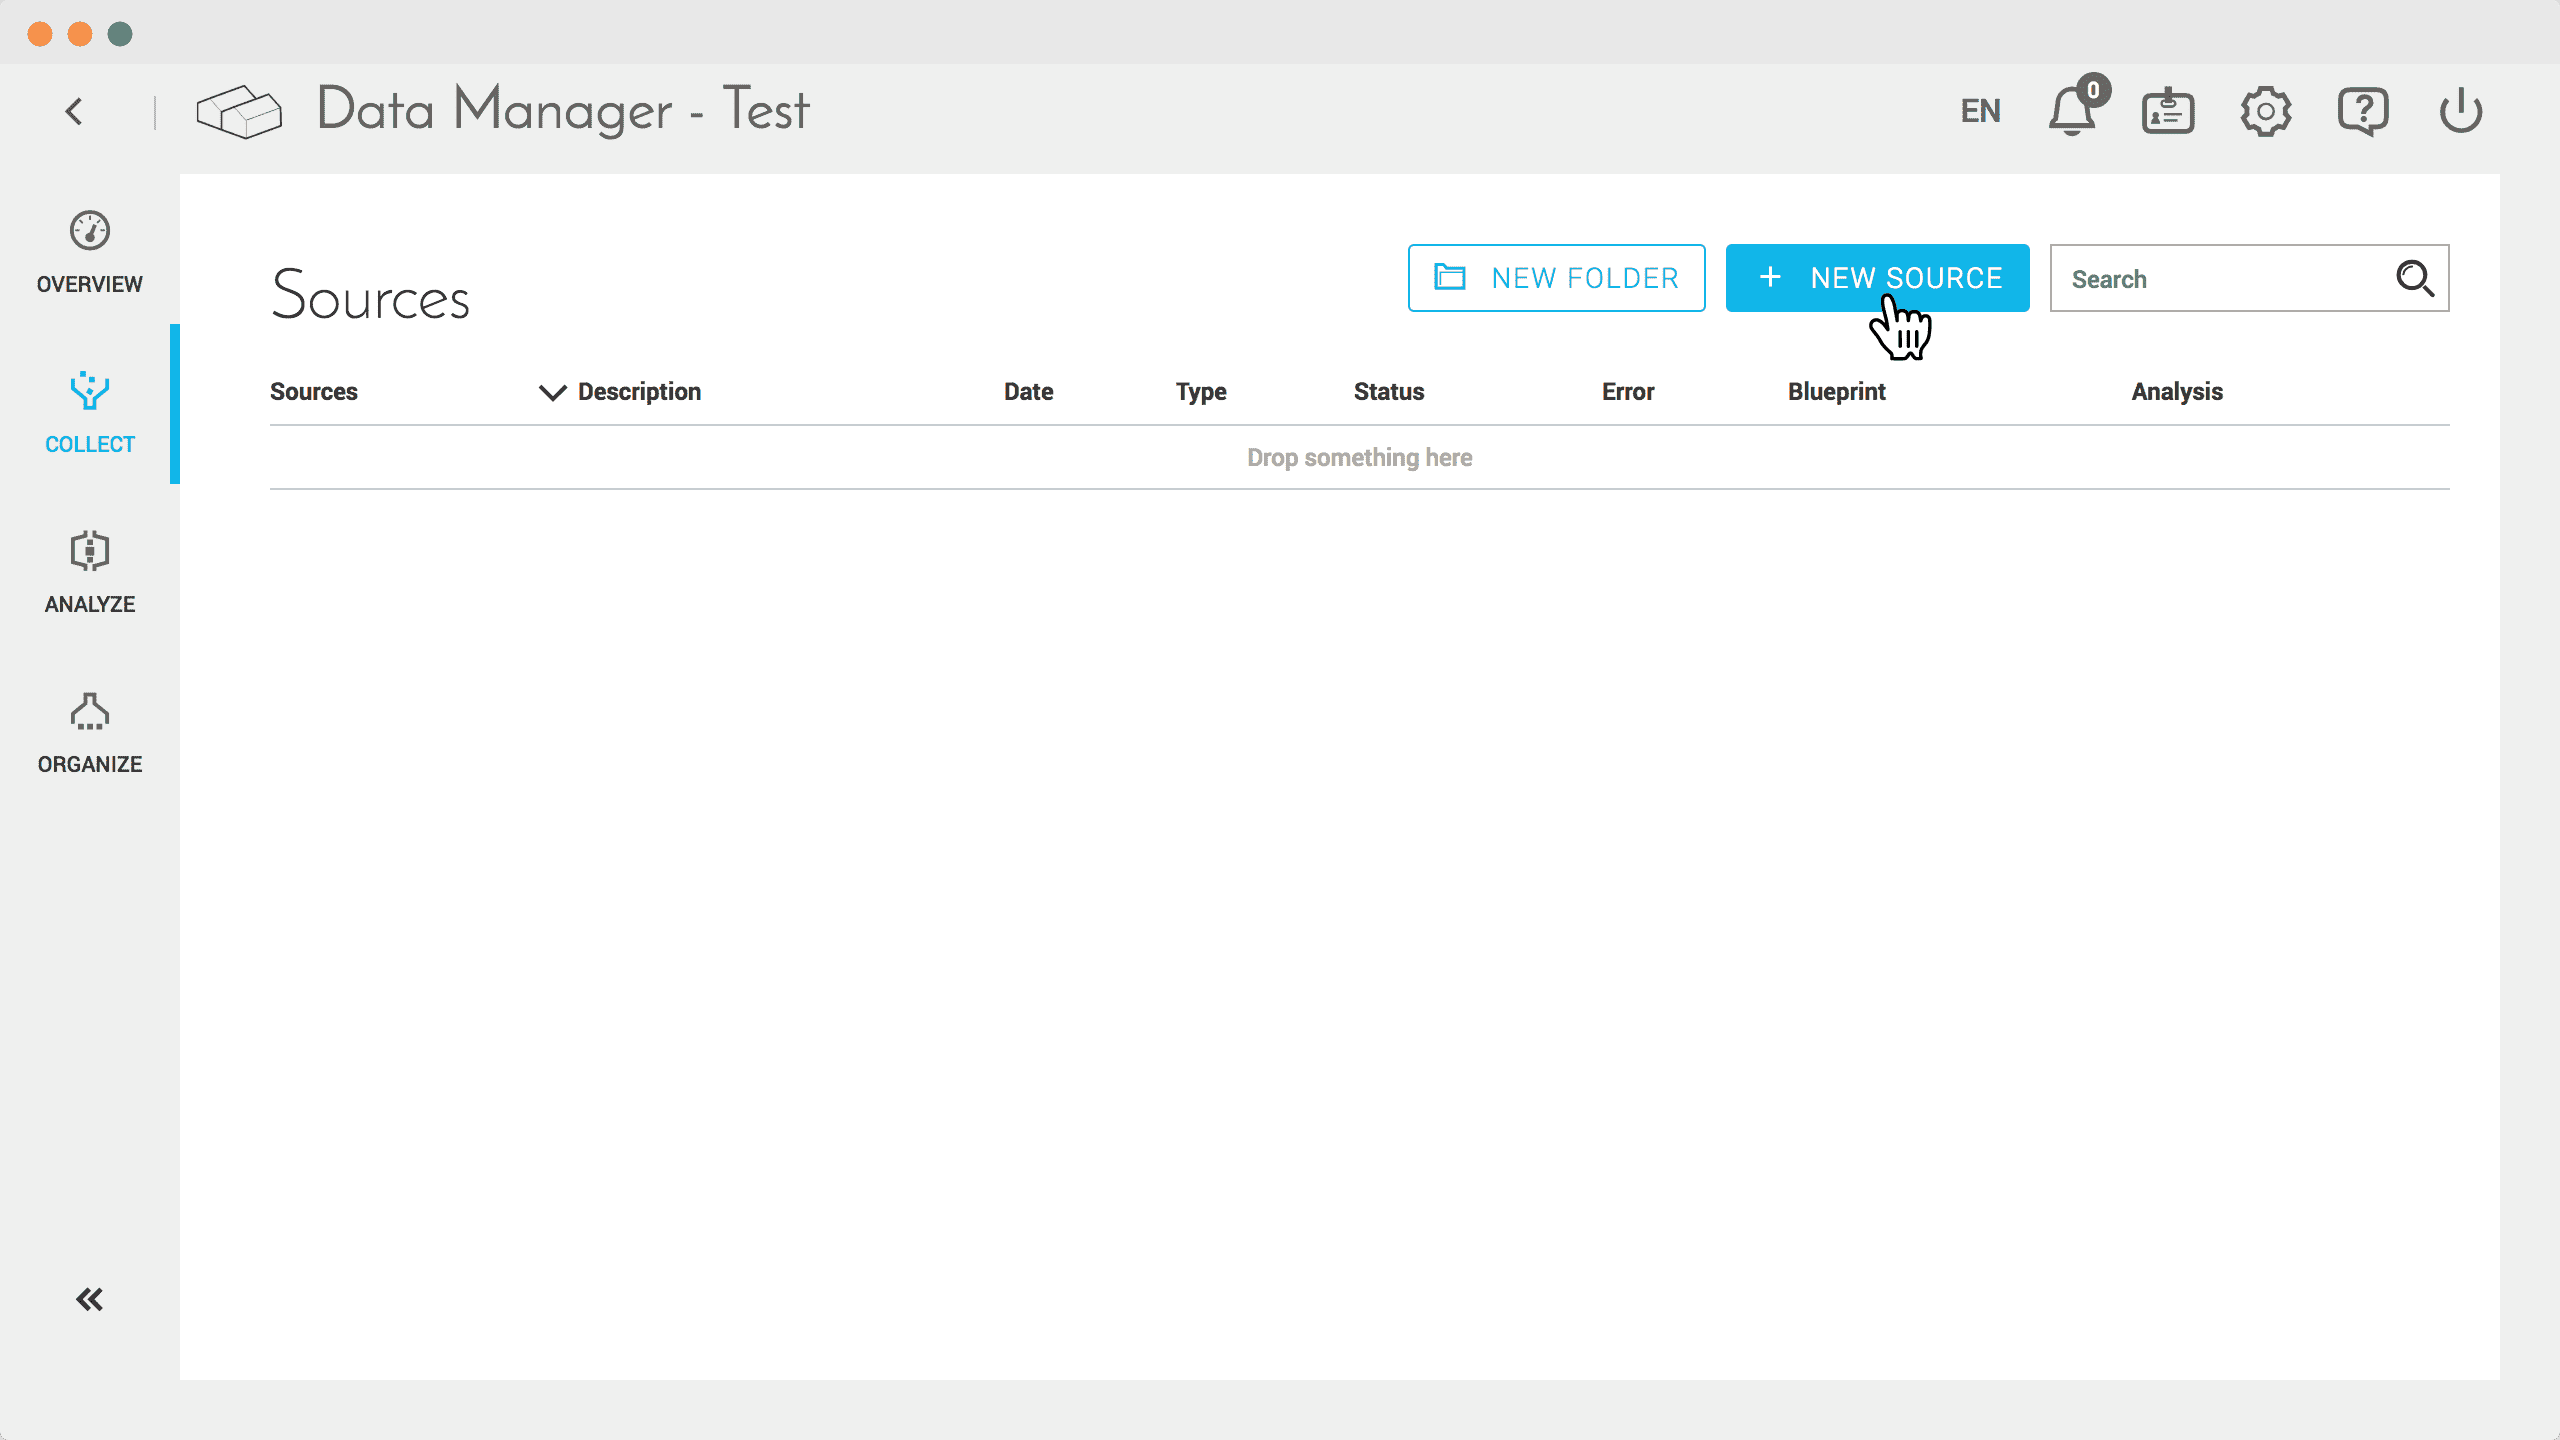 Data Manager - Test
EN
0
OVERVIEW
COLLECT
ANALYZE
ORGANIZE
Sources
NEW FOLDER
+ NEW SOURCE
Search
Sources Description Date Type Status Error Blueprint Analysis
Drop something here